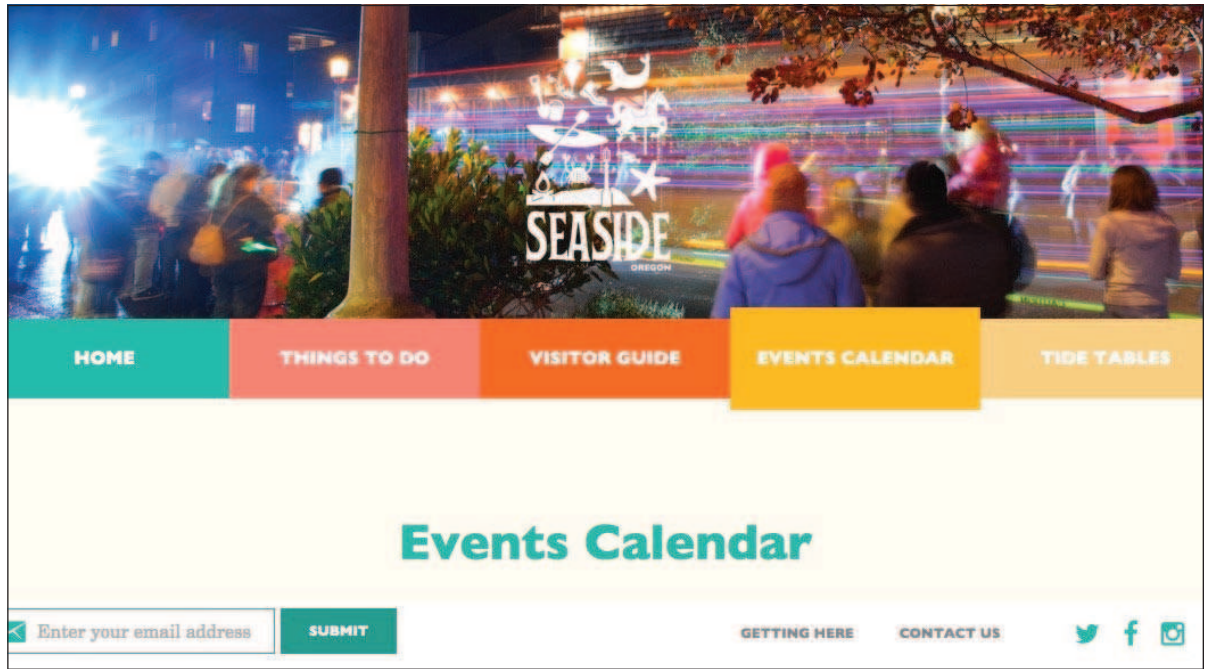 SEASIDE
OREGON
HOME THINGS TO DO VISITOR GUIDE EVENTS CALENDAR TIDE TABLES
Events Calendar
Enter your email address SUBMIT GETTING HERE CONTACT US